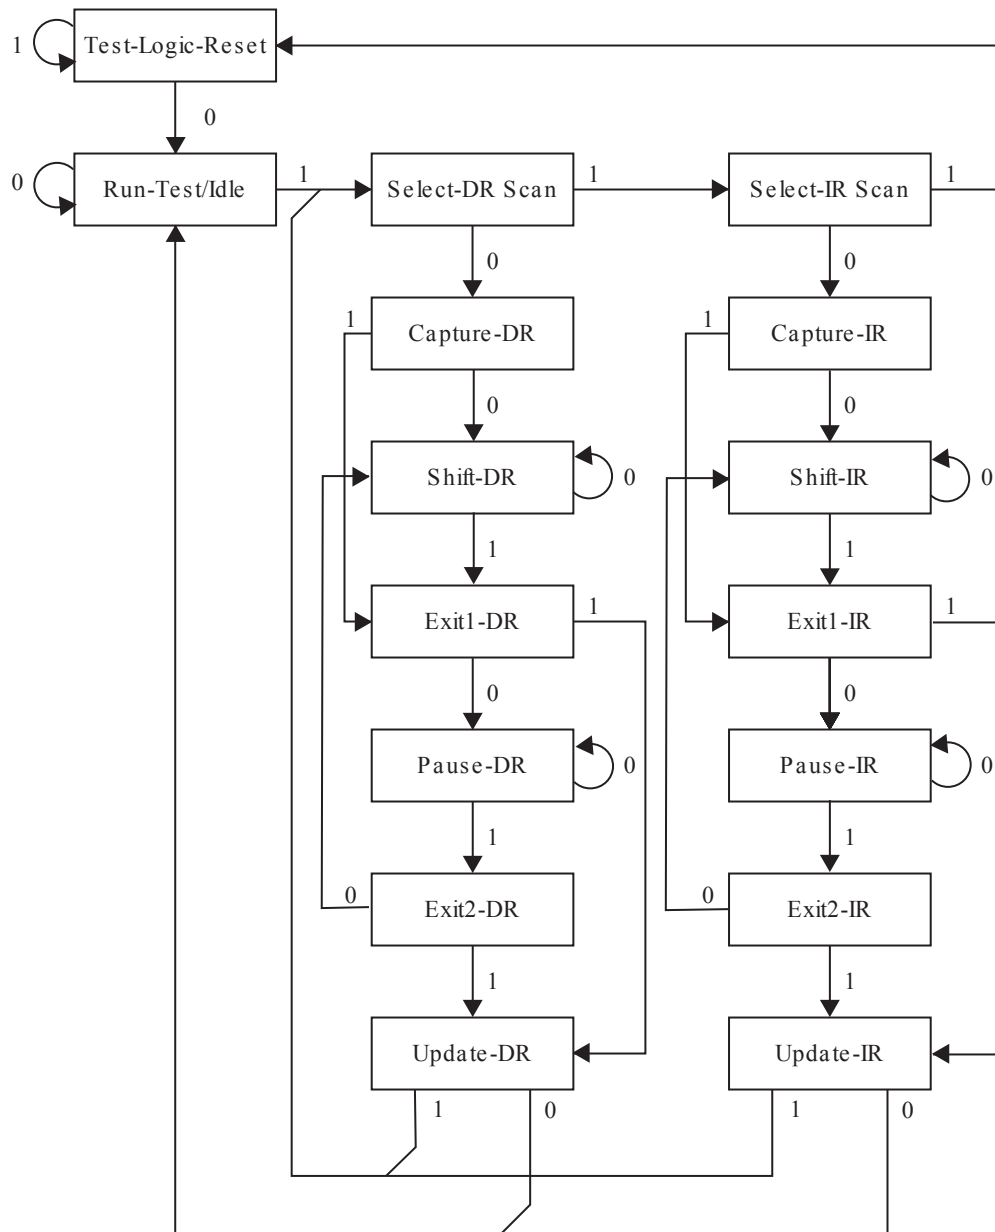 1 Test-Logic-Reset
0
0 Run-Test/Idle 1 Select-DR Scan 1 Select-IR Scan 1
0 0
1 Capture-DR 1 Capture-IR
0 0
Shift-DR 0 Shift-IR 0
1 1
Exit1-DR 1 Exit1-IR 1
0 0
Pause-DR 0 Pause-IR 0
1 1
0 Exit2-DR 0 Exit2-IR
1 1
Update-DR Update-IR
1 0 1 0